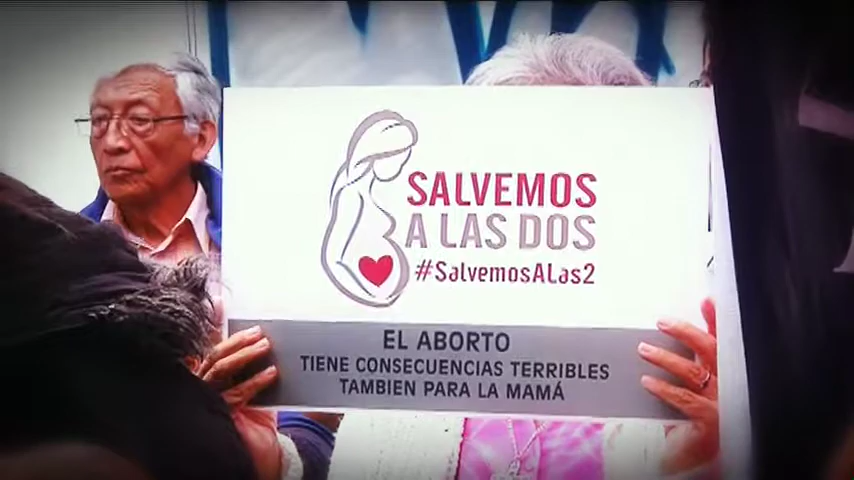 SALVEMOS
A LAS DOS
#SalvemosALas2
EL ABORTO
TIENE CONSECUENCIAS TERRIBLES
TAMBIEN PARA LA MAMÁ